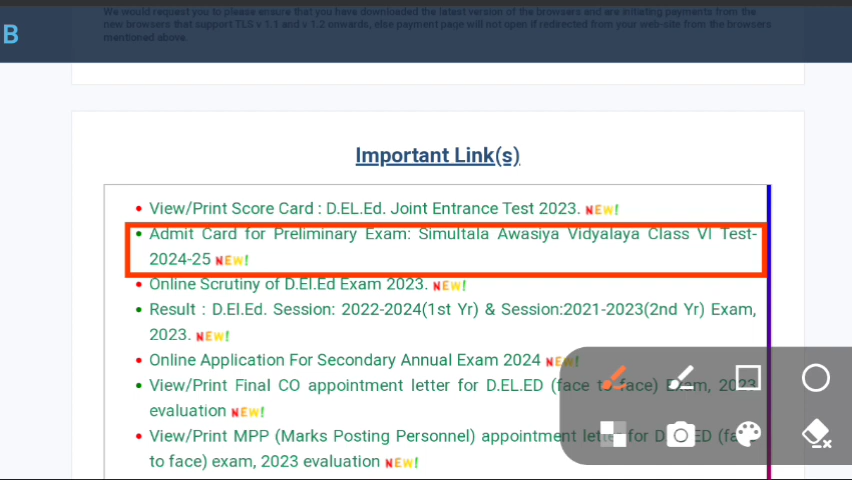 We would request you to please ensure that you have downloaded the latest version of the browsers and are initiating payments from the
new browsers that support TLS v 1.1 and v 1.2 onwards, else payment page will not open if redirected from your web-site from the browsers
mentioned above.
B
Important Link(s)
View/Print Score Card : D.EL.Ed. Joint Entrance Test 2023. NEW!
Admit Card for Preliminary Exam: Simultala Awasiya Vidyalaya Class VI Test-
2024-25 NEW!
Online Scrutiny of D.El.Ed Exam 2023. NEW!
Result : D.El.Ed. Session: 2022-2024(1st Yr) & Session:2021-2023(2nd Yr) Exam,
2023. NEW!
Online Application For Secondary Annual Exam 2024 NEW!
View/Print Final CO appointment letter for D.EL.ED (face to face) Exam, 2023
evaluation NEW!
View/Print MPP (Marks Posting Personnel) appointment letter for D.EL.ED (face
to face) exam, 2023 evaluation NEW!